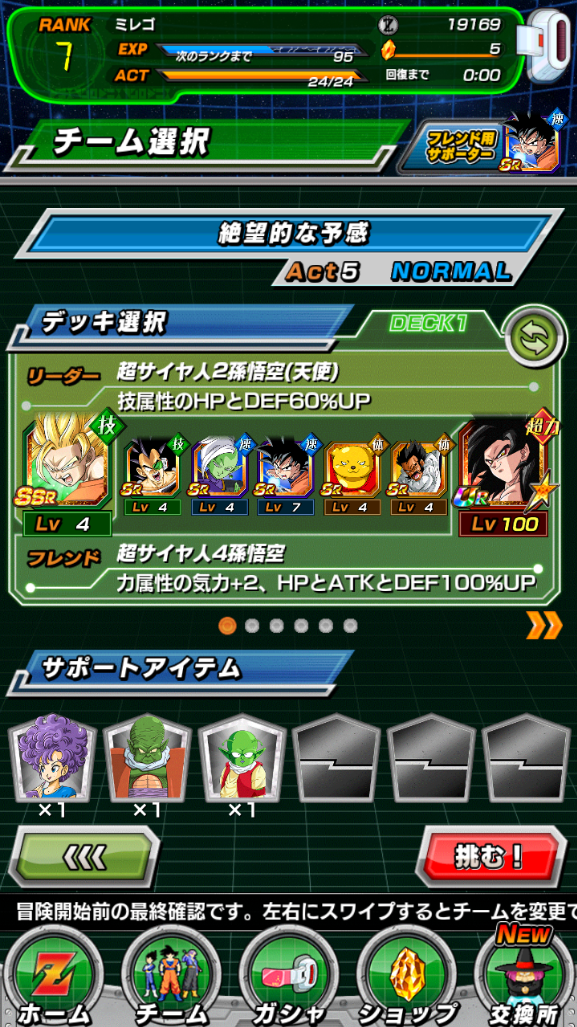 RANK ミレゴ 19169
7 EXP 次のランクまで 95 5
ACT 24/24 回復まで 0:00
チーム選択
フレンド用
サポーター
速
SR
絶望的な予感
Act5 NORMAL
デッキ選択 DECK1
リーダー 超サイヤ人2孫悟空(天使)
技属性のHPとDEF60%UP
技 技 速 速 体 体 超力
SSR SR SR SR SR SR UR
Lv 4 Lv 4 Lv 4 Lv 7 Lv 4 Lv 4 Lv 100
フレンド 超サイヤ人4孫悟空
力属性の気力+2、HPとATKとDEF100%UP
サポートアイテム
×1 ×1 ×1
挑む!
冒険開始前の最終確認です。左右にスワイプするとチームを変更で
NEW
Z
ホーム チーム ガシャ ショップ 交換所